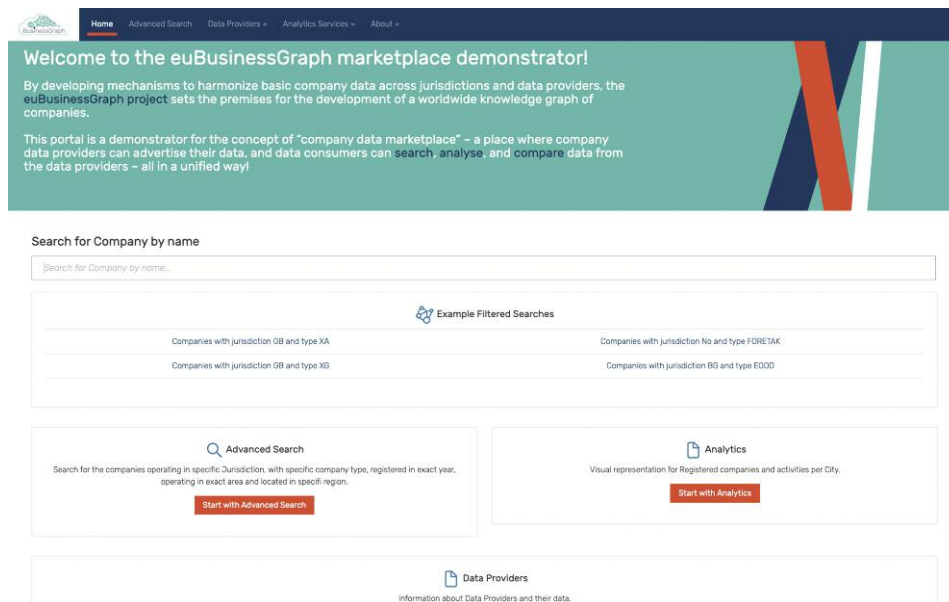 BusinessGraph
Home Advanced Search Data Providers Analytics Services About
Welcome to the euBusinessGraph marketplace demonstrator!
By developing mechanisms to harmonize basic company data across jurisdictions and data providers, the
euBusinessGraph project sets the premises for the development of a worldwide knowledge graph of
companies.
This portal is a demonstrator for the concept of “company data marketplace” – a place where company
data providers can advertise their data, and data consumers can search, analyse, and compare data from
the data providers – all in a unified way!
Search for Company by name
Search for Company by name...
Example Filtered Searches
Companies with jurisdiction GB and type XA
Companies with jurisdiction No and type FORETAK
Companies with jurisdiction GB and type XG
Companies with jurisdiction BG and type EOOD
Advanced Search
Search for the companies operating in specific Jurisdiction, with specific company type, registered in exact year,
operating in exact area and located in specifi region.
Start with Advanced Search
Analytics
Visual representation for Registered companies and activities per City.
Start with Analytics
Data Providers
Information about Data Providers and their data.